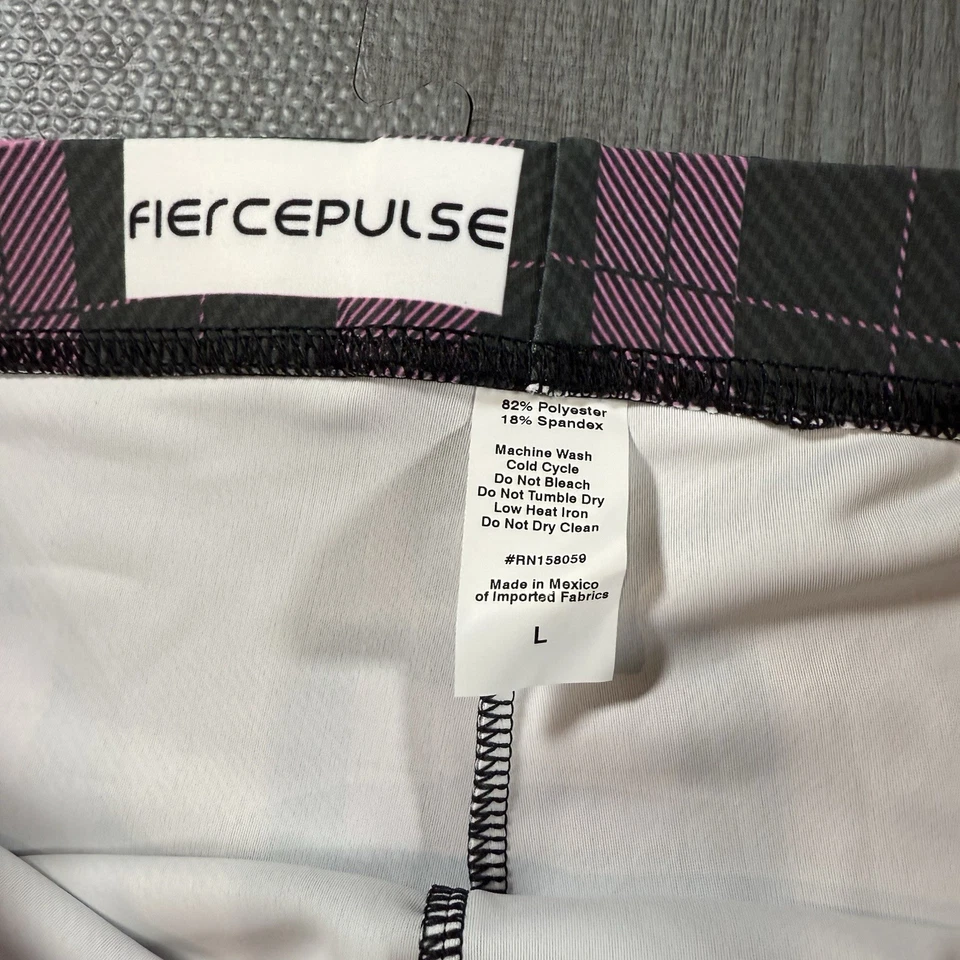 FIERCEPULSE
82% Polyester
18% Spandex
Machine Wash
Cold Cycle
Do Not Bleach
Do Not Tumble Dry
Low Heat Iron
Do Not Dry Clean
#RN158059
Made in Mexico
of Imported Fabrics
L